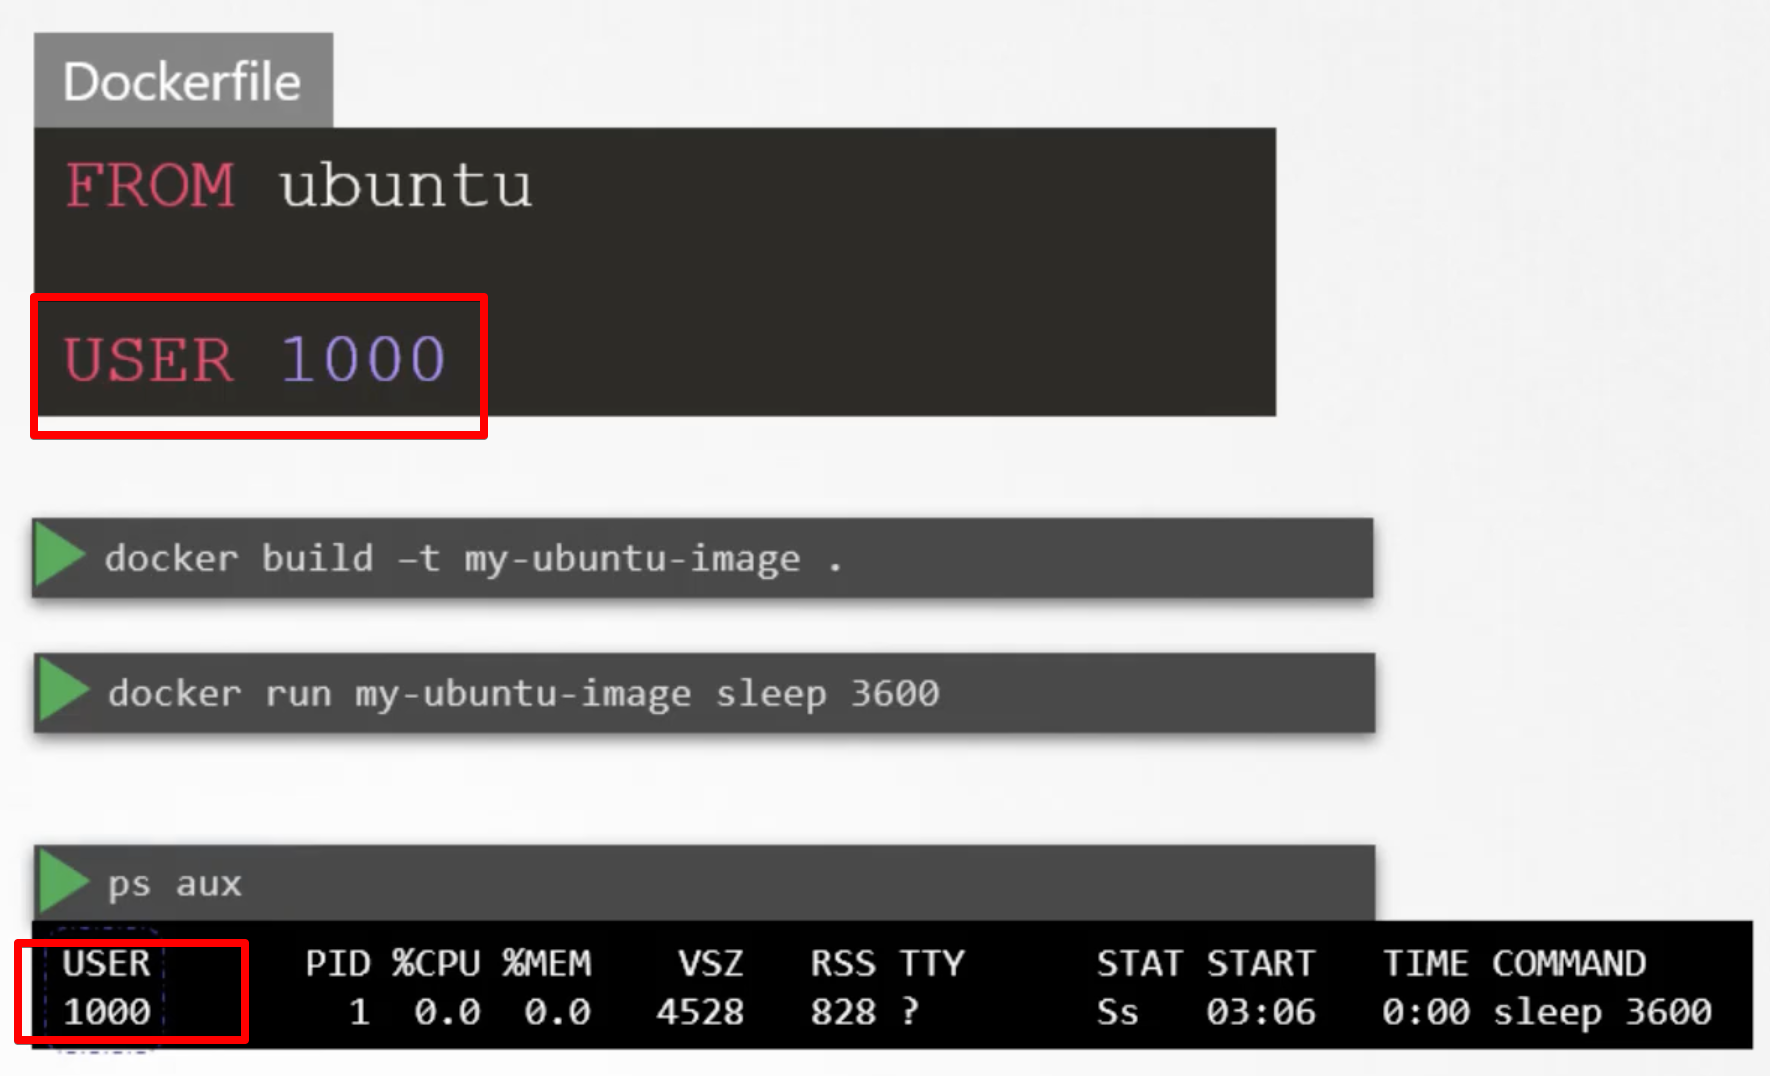 Dockerfile
FROM ubuntu
USER 1000
docker build –t my-ubuntu-image .
docker run my-ubuntu-image sleep 3600
ps aux
USER PID %CPU %MEM VSZ RSS TTY STAT START TIME COMMAND
1000 1 0.0 0.0 4528 828 ? Ss 03:06 0:00 sleep 3600